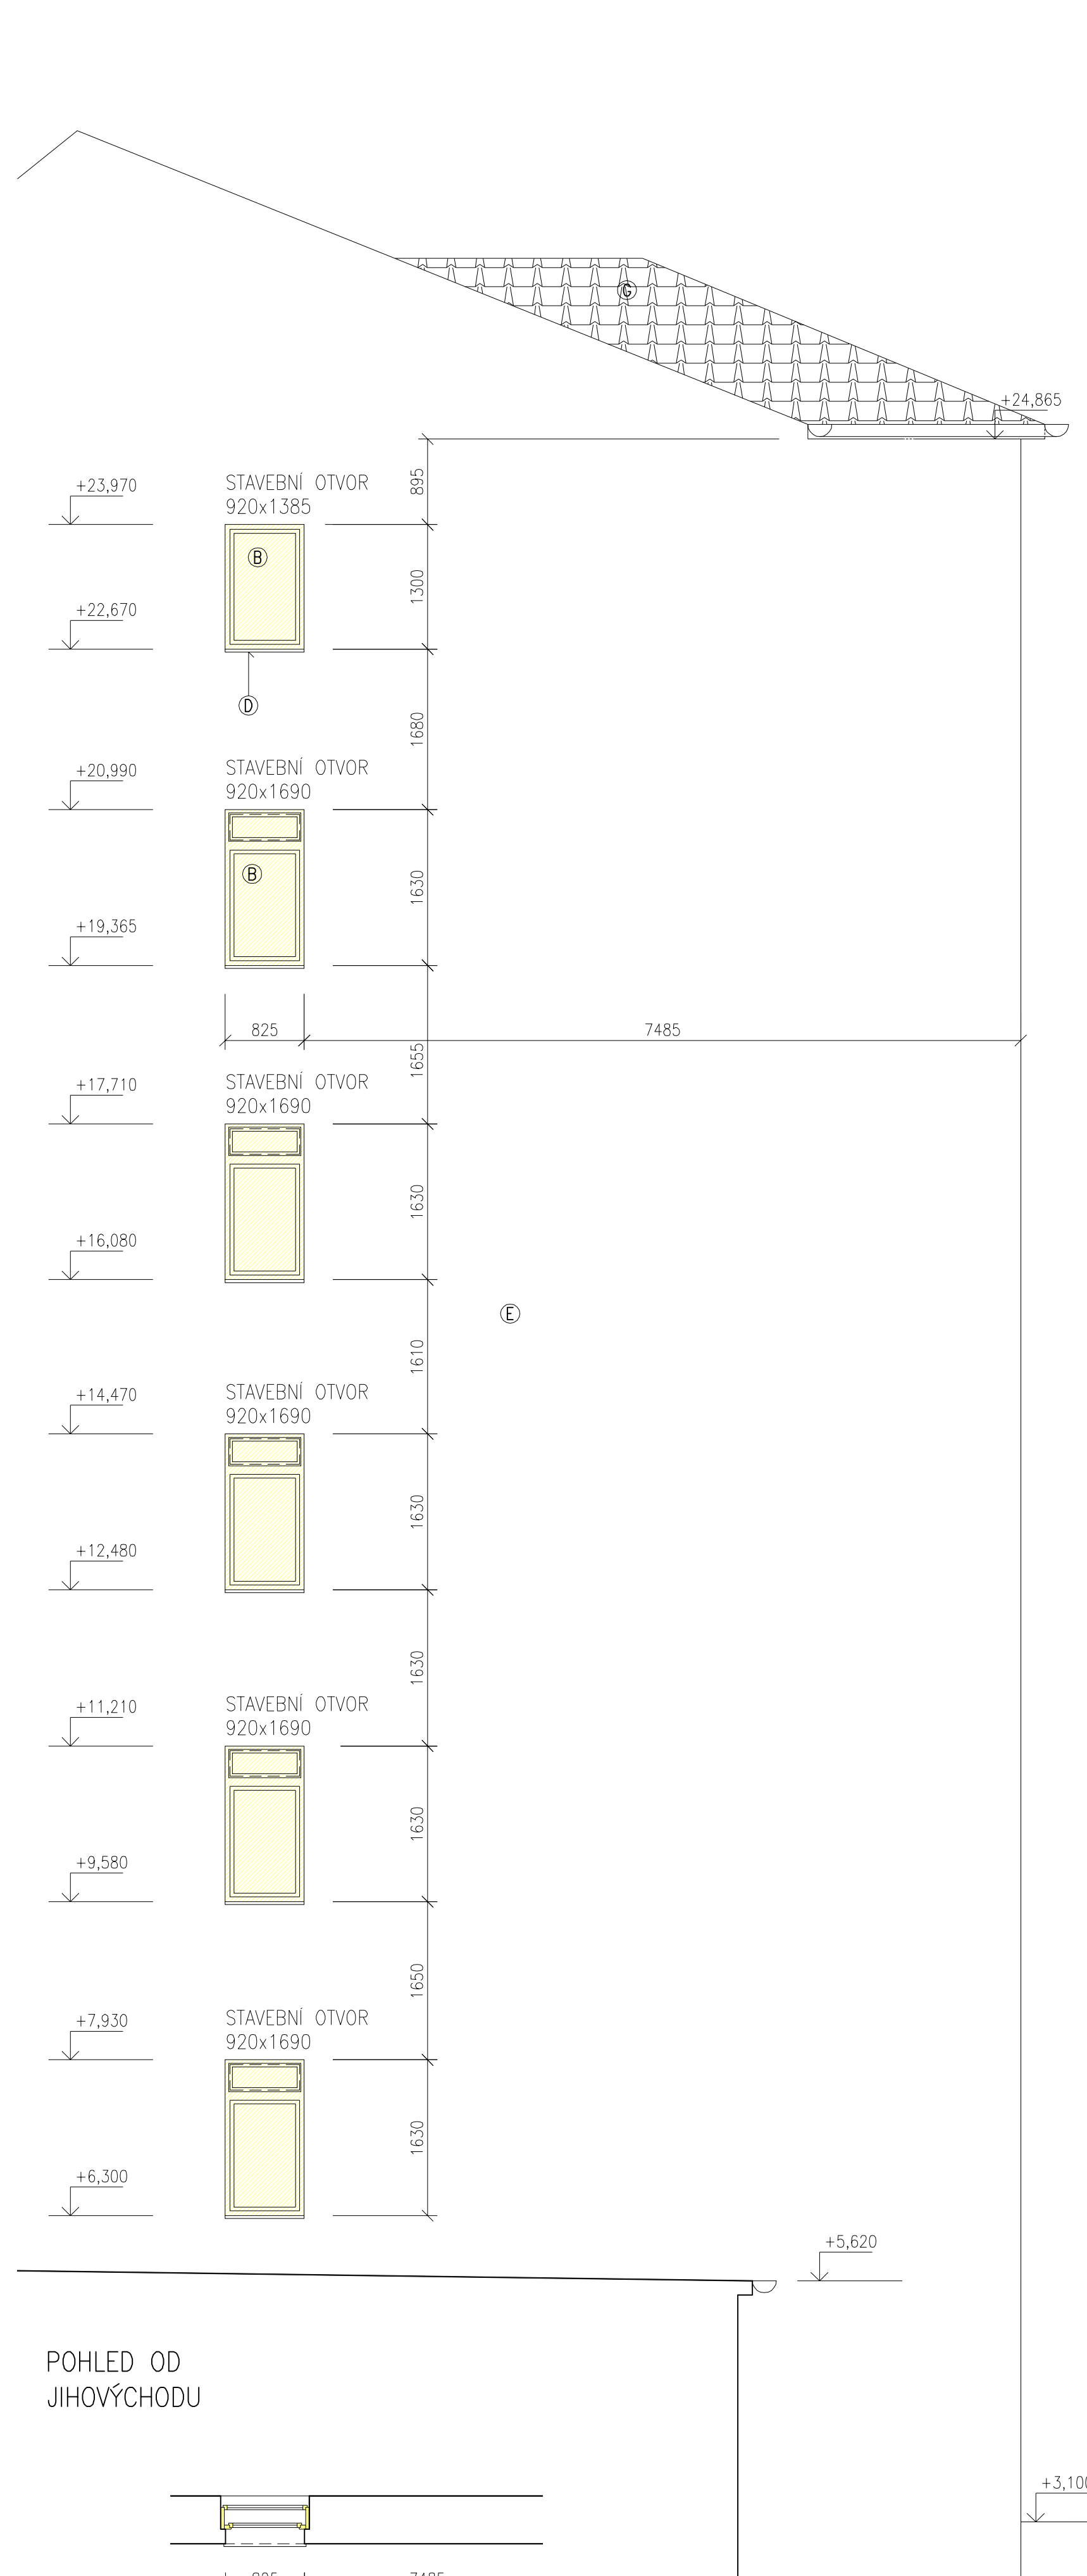 G
+24,865
895
+23,970
STAVEBNÍ OTVOR
920x1385
B
1300
+22,670
D
1680
+20,990
STAVEBNÍ OTVOR
920x1690
B
1630
+19,365
825
7485
1655
+17,710
STAVEBNÍ OTVOR
920x1690
1630
+16,080
E
1610
+14,470
STAVEBNÍ OTVOR
920x1690
1630
+12,480
1630
+11,210
STAVEBNÍ OTVOR
920x1690
1630
+9,580
1650
+7,930
STAVEBNÍ OTVOR
920x1690
1630
+6,300
+5,620
POHLED OD
JIHOVÝCHODU